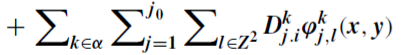 + ∑_{k∈α} ∑_{j=1}^{j_0} ∑_{l∈Z^2} D_{j.i}^k φ_{j,l}^k (x, y)